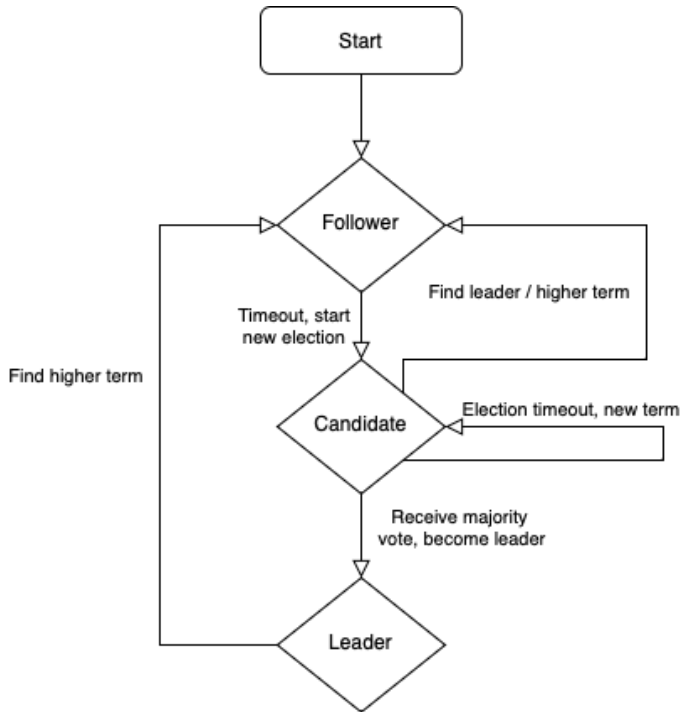 Start
Follower
Find leader / higher term
Timeout, start
new election
Find higher term
Election timeout, new term
Candidate
Receive majority
vote, become leader
Leader